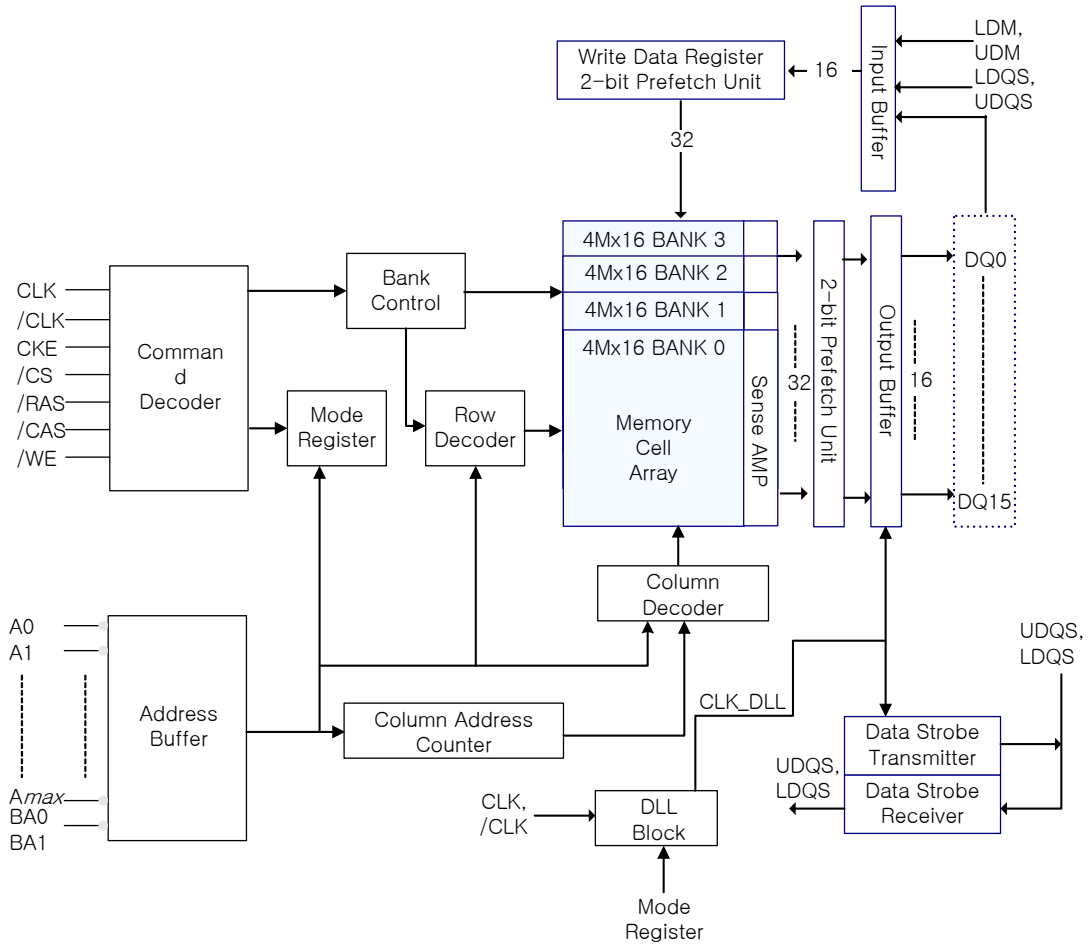 LDM,
UDM
LDQS,
UDQS
Input Buffer
16
Write Data Register
2-bit Prefetch Unit
32
4Mx16 BANK 3
4Mx16 BANK 2
4Mx16 BANK 1
4Mx16 BANK 0
Memory
Cell
Array
Sense AMP
32
2-bit Prefetch Unit
Output Buffer
16
DQ0
DQ15
Bank
Control
CLK
/CLK
CKE
/CS
/RAS
/CAS
/WE
Comman
d
Decoder
Mode
Register
Row
Decoder
Column
Decoder
A0
A1
Amax
BA0
BA1
Address
Buffer
Column Address
Counter
CLK_DLL
CLK,
/CLK
DLL
Block
Mode
Register
UDQS,
LDQS
Data Strobe
Transmitter
Data Strobe
Receiver
UDQS,
LDQS